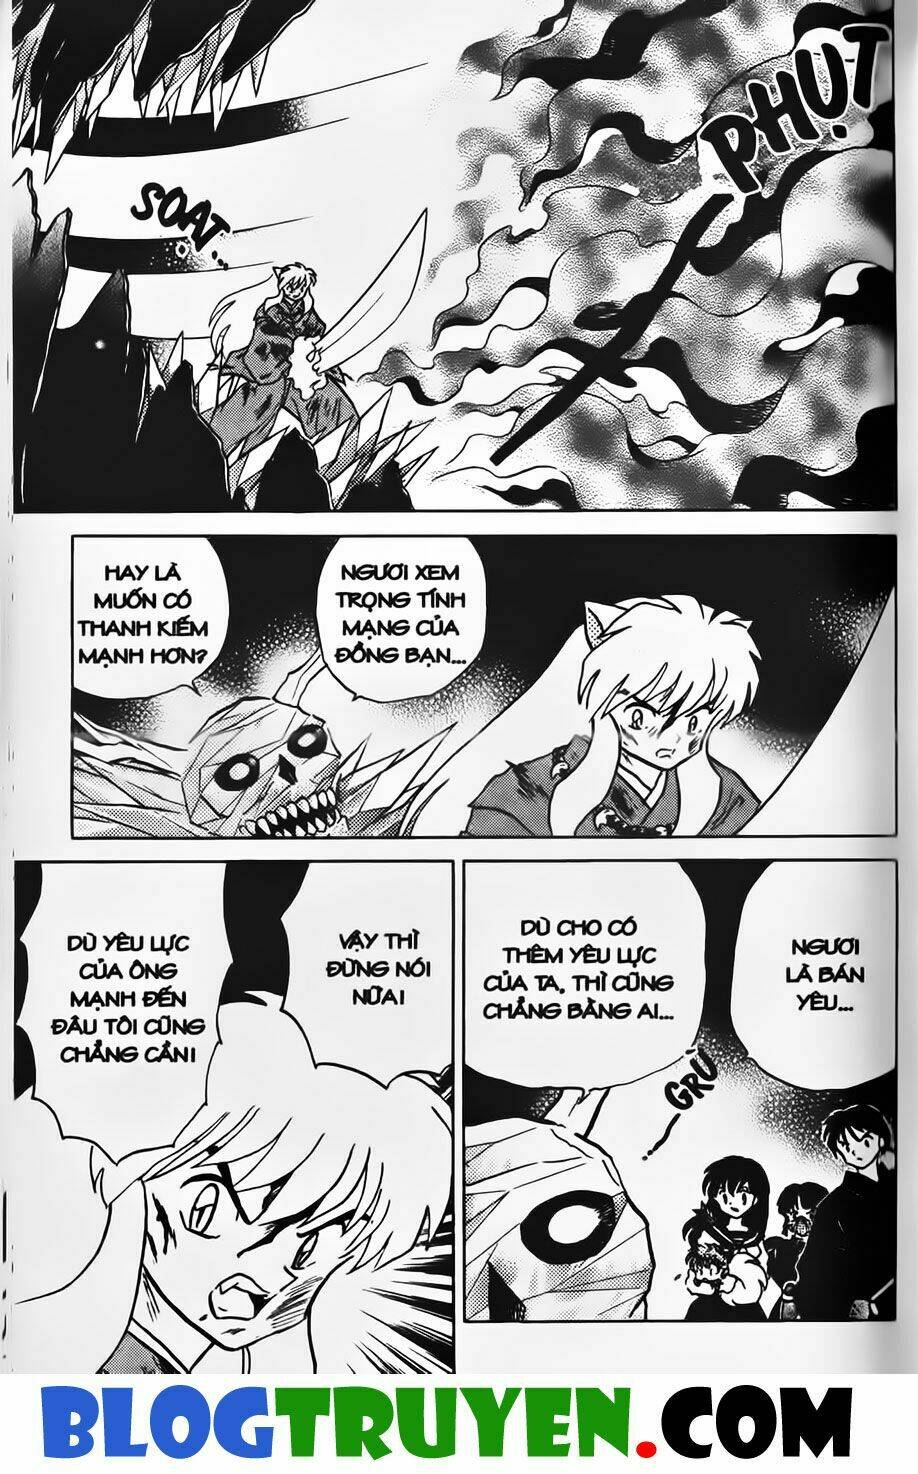 PHỤT
SOẠT...
NGƯƠI XEM
TRỌNG TÍNH
MẠNG CỦA
ĐỒNG BẠN...
HAY LÀ
MUỐN CÓ
THANH KIẾM
MẠNH HƠN?
NGƯƠI
LÀ BÁN
YÊU...
DÙ CHO CÓ
THÊM YÊU LỰC
CỦA TA, THÌ CŨNG
CHẲNG BẰNG AI...
GRỪ
VẬY THÌ
ĐỪNG NÓI
NỮA!
DÙ YÊU LỰC
CỦA ÔNG
MẠNH ĐẾN
ĐÂU TÔI CŨNG
CHẲNG CẦN!
BLOGTRUYEN.COM